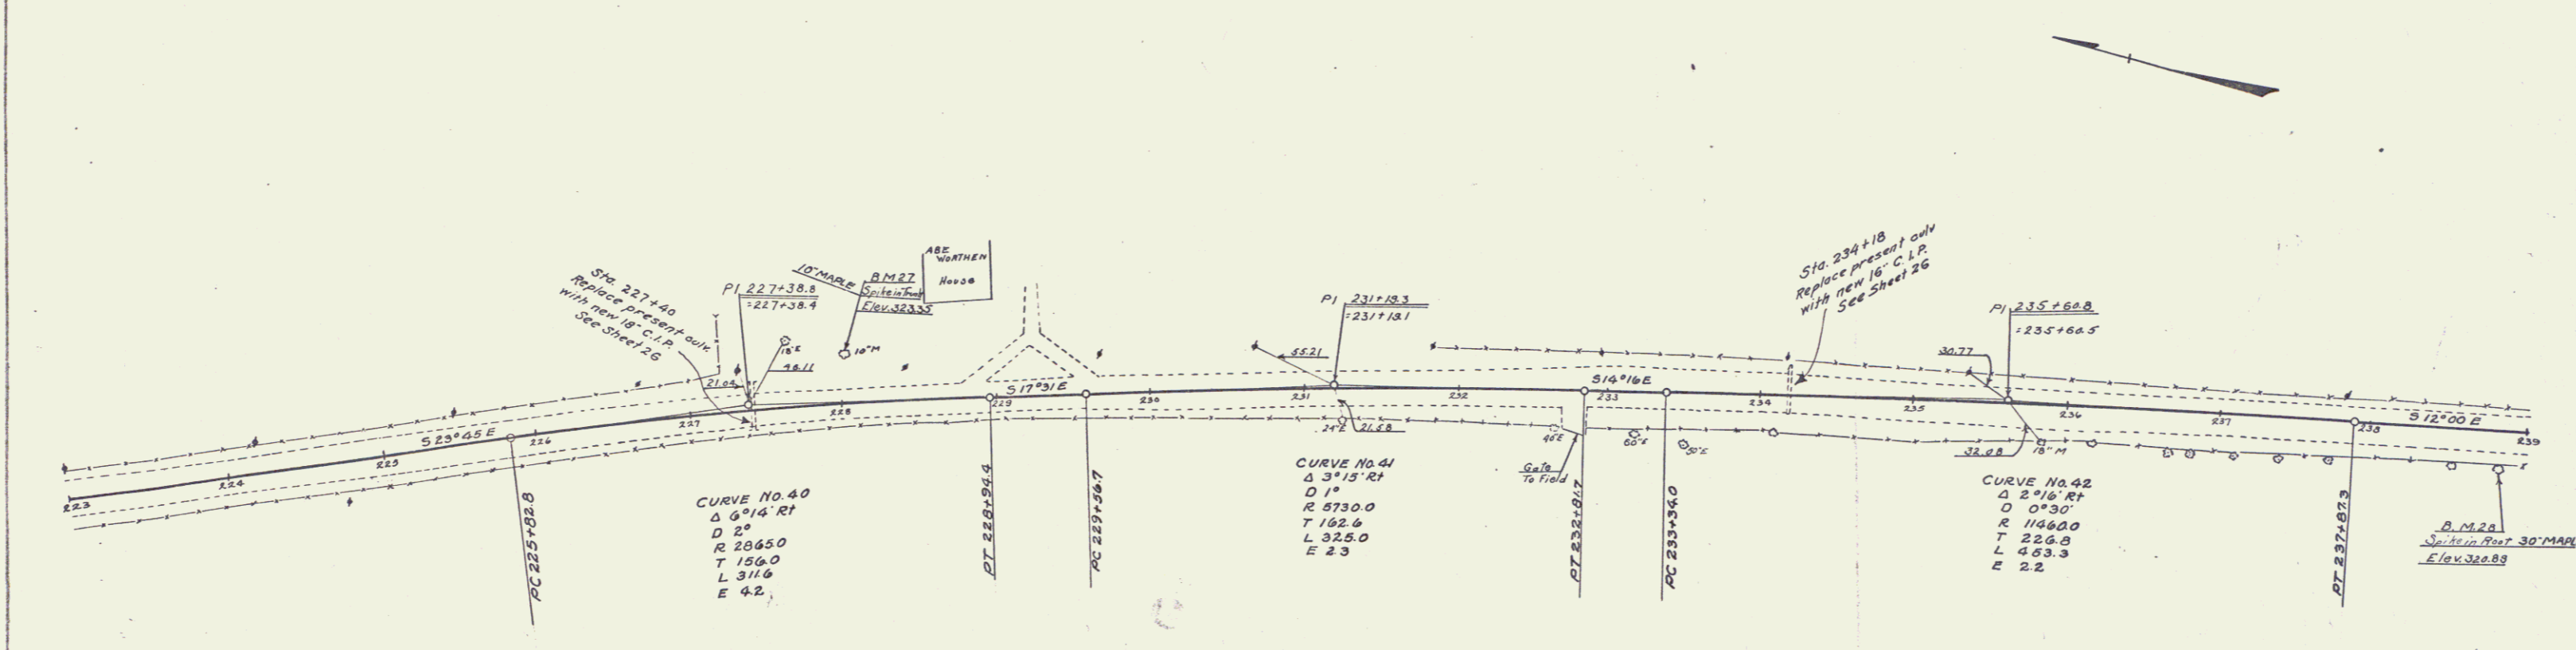 Sta. 227+40
Replace present culv.
with new 18" C.I.P.
See Sheet 26
PI 227+38.8
=227+38.4
10" MAPLE
B.M.27
Spike in Trunk
Elev. 323.35
ABE
WORTHEN
House
18"E
10"M
21.04
PI 231+19.3
=231+19.1
55.21
21.58
24"E
Sta. 234+18
Replace present culv
with new 16" C.I.P.
See Sheet 26
PI 235+60.8
=235+60.5
30.77
32.08
18" M
S 23°45 E
S 17°31 E
S 14°16 E
S 12°00 E
223
224
225
226
227
228
229
230
231
232
233
234
235
236
237
238
239
60"E
Gate
To Field
PC 225+82.8
CURVE No. 40
Δ 6°14' Rt
D 2°
R 2865.0
T 156.0
L 311.6
E 4.2
PT 228+94.4
PC 229+56.7
CURVE No. 41
Δ 3°15' Rt
D 1°
R 5730.0
T 162.6
L 325.0
E 2.3
PT 232+81.7
PC 233+34.0
CURVE No. 42
Δ 2°16' Rt
D 0°30'
R 11460.0
T 226.8
L 453.3
E 2.2
PT 237+87.3
B.M.28
Spike in Root 30" MAPL
Elev. 320.88